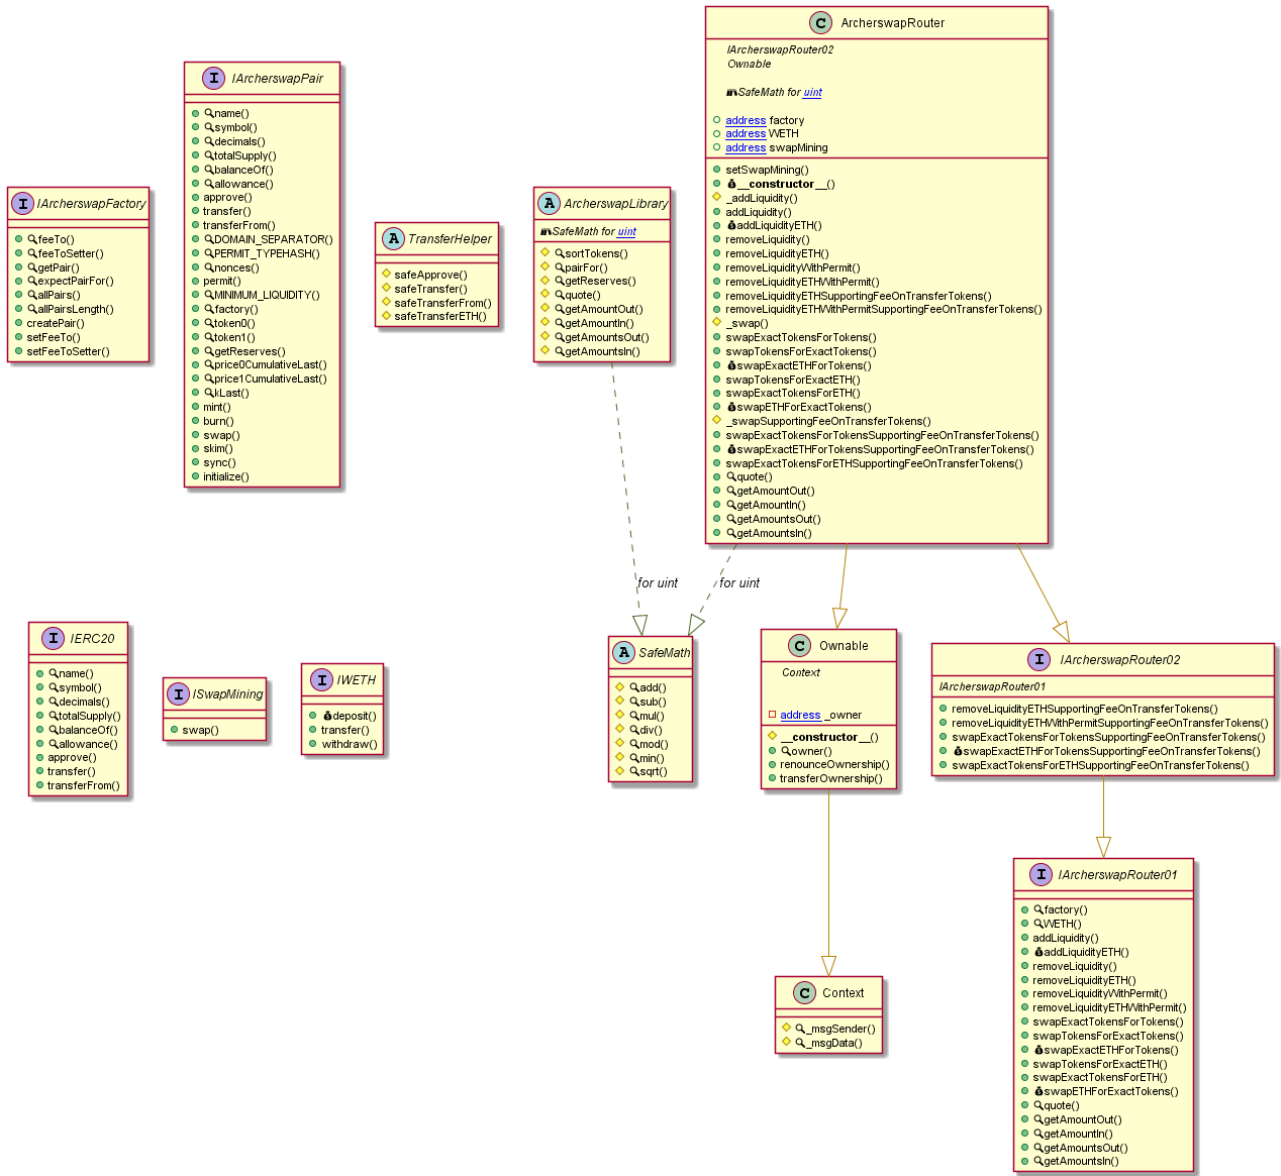 I IArcherswapFactory
feeTo()
feeToSetter()
getPair()
expectPairFor()
allPairs()
allPairsLength()
createPair()
setFeeTo()
setFeeToSetter()
I IArcherswapPair
name()
symbol()
decimals()
totalSupply()
balanceOf()
allowance()
approve()
transfer()
transferFrom()
DOMAIN_SEPARATOR()
PERMIT_TYPEHASH()
nonces()
permit()
MINIMUM_LIQUIDITY()
factory()
token0()
token1()
getReserves()
price0CumulativeLast()
price1CumulativeLast()
kLast()
mint()
burn()
swap()
skim()
sync()
initialize()
A TransferHelper
safeApprove()
safeTransfer()
safeTransferFrom()
safeTransferETH()
A ArcherswapLibrary
SafeMath for uint
sortTokens()
pairFor()
getReserves()
quote()
getAmountOut()
getAmountIn()
getAmountsOut()
getAmountsIn()
C ArcherswapRouter
IArcherswapRouter02
Ownable
SafeMath for uint
address factory
address WETH
address swapMining
setSwapMining()
__constructor__()
_addLiquidity()
addLiquidity()
addLiquidityETH()
removeLiquidity()
removeLiquidityETH()
removeLiquidityWithPermit()
removeLiquidityETHWithPermit()
removeLiquidityETHSupportingFeeOnTransferTokens()
removeLiquidityETHWithPermitSupportingFeeOnTransferTokens()
_swap()
swapExactTokensForTokens()
swapTokensForExactTokens()
swapExactETHForTokens()
swapTokensForExactETH()
swapExactTokensForETH()
swapETHForExactTokens()
_swapSupportingFeeOnTransferTokens()
swapExactTokensForTokensSupportingFeeOnTransferTokens()
swapExactETHForTokensSupportingFeeOnTransferTokens()
swapExactTokensForETHSupportingFeeOnTransferTokens()
quote()
getAmountOut()
getAmountIn()
getAmountsOut()
getAmountsIn()
for uint
for uint
I IERC20
name()
symbol()
decimals()
totalSupply()
balanceOf()
allowance()
approve()
transfer()
transferFrom()
I ISwapMining
swap()
I IWETH
deposit()
transfer()
withdraw()
A SafeMath
add()
sub()
mul()
div()
mod()
min()
sqrt()
C Ownable
Context
address _owner
__constructor__()
owner()
renounceOwnership()
transferOwnership()
I IArcherswapRouter02
IArcherswapRouter01
removeLiquidityETHSupportingFeeOnTransferTokens()
removeLiquidityETHWithPermitSupportingFeeOnTransferTokens()
swapExactTokensForTokensSupportingFeeOnTransferTokens()
swapExactETHForTokensSupportingFeeOnTransferTokens()
swapExactTokensForETHSupportingFeeOnTransferTokens()
C Context
_msgSender()
_msgData()
I IArcherswapRouter01
factory()
WETH()
addLiquidity()
addLiquidityETH()
removeLiquidity()
removeLiquidityETH()
removeLiquidityWithPermit()
removeLiquidityETHWithPermit()
swapExactTokensForTokens()
swapTokensForExactTokens()
swapExactETHForTokens()
swapTokensForExactETH()
swapExactTokensForETH()
swapETHForExactTokens()
quote()
getAmountOut()
getAmountIn()
getAmountsOut()
getAmountsIn()